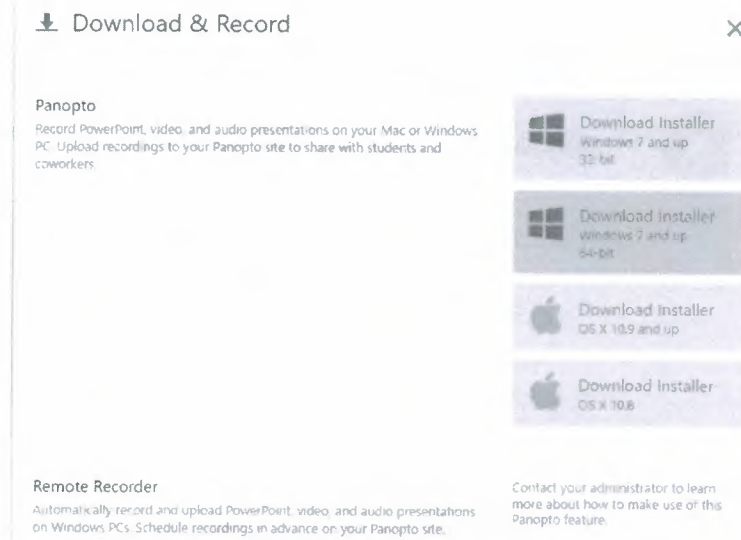 Download & Record
Panopto
Record PowerPoint, video, and audio presentations on your Mac or Windows
PC. Upload recordings to your Panopto site to share with students and
coworkers.
Download Installer
Windows 7 and up
32-bit
Download Installer
Windows 7 and up
64-bit
Download Installer
OS X 10.9 and up
Download Installer
OS X 10.8
Remote Recorder
Automatically record and upload PowerPoint, video, and audio presentations
on Windows PCs. Schedule recordings in advance on your Panopto site.
Contact your administrator to learn
more about how to make use of this
Panopto feature.